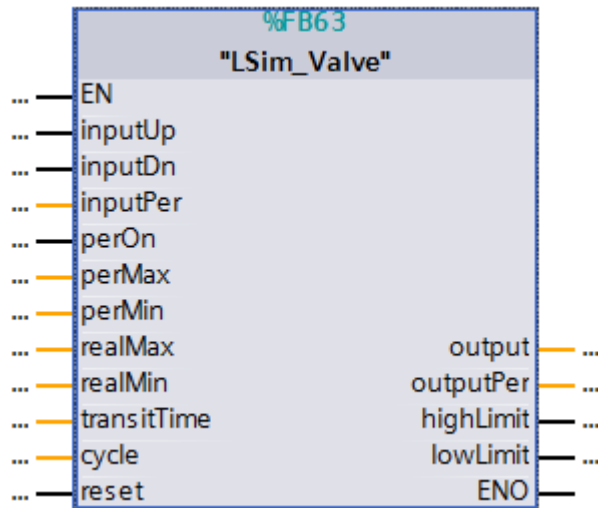 %FB63
"LSim_Valve"
... EN
... inputUp
... inputDn
... inputPer
... perOn
... perMax
... perMin
... realMax output ...
... realMin outputPer ...
... transitTime highLimit ...
... cycle lowLimit ...
... reset ENO